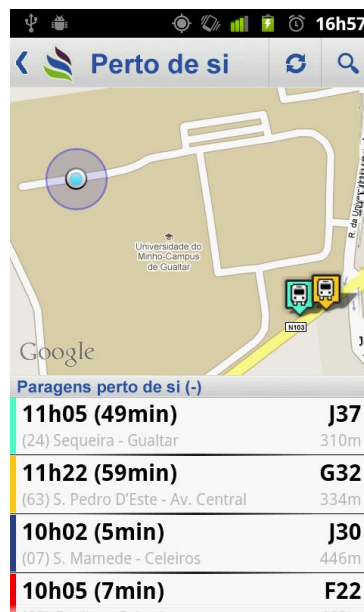 16h57
Perto de si
Universidade do
Minho-Campus
de Gualtar
R. da Univers
N103
J
Google
Paragens perto de si (-)
11h05 (49min) J37
(24) Sequeira - Gualtar 310m
11h22 (59min) G32
(63) S. Pedro D'Este - Av. Central 334m
10h02 (5min) J30
(07) S. Mamede - Celeiros 446m
10h05 (7min) F22